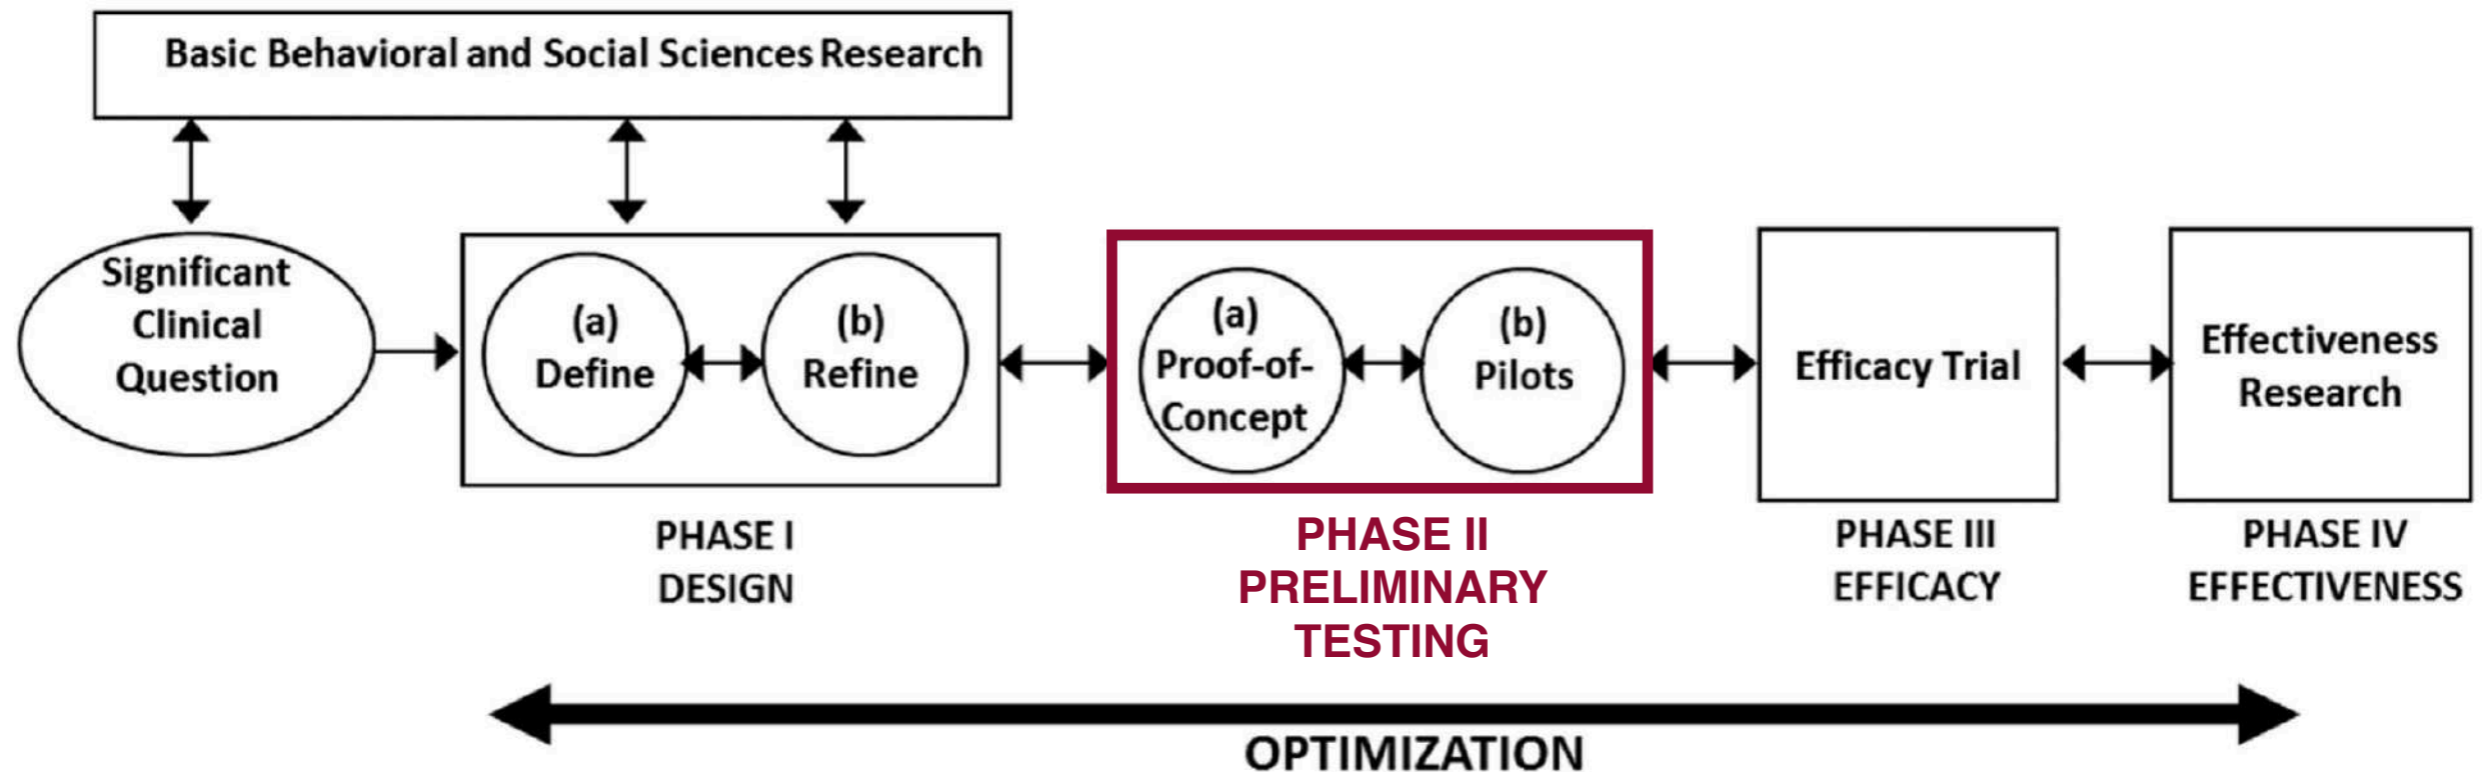 Basic Behavioral and Social Sciences Research
Significant
Clinical
Question
(a)
Define
(b)
Refine
(a)
Proof-of-
Concept
(b)
Pilots
Efficacy Trial
Effectiveness
Research
PHASE I
DESIGN
PHASE II
PRELIMINARY
TESTING
PHASE III
EFFICACY
PHASE IV
EFFECTIVENESS
OPTIMIZATION